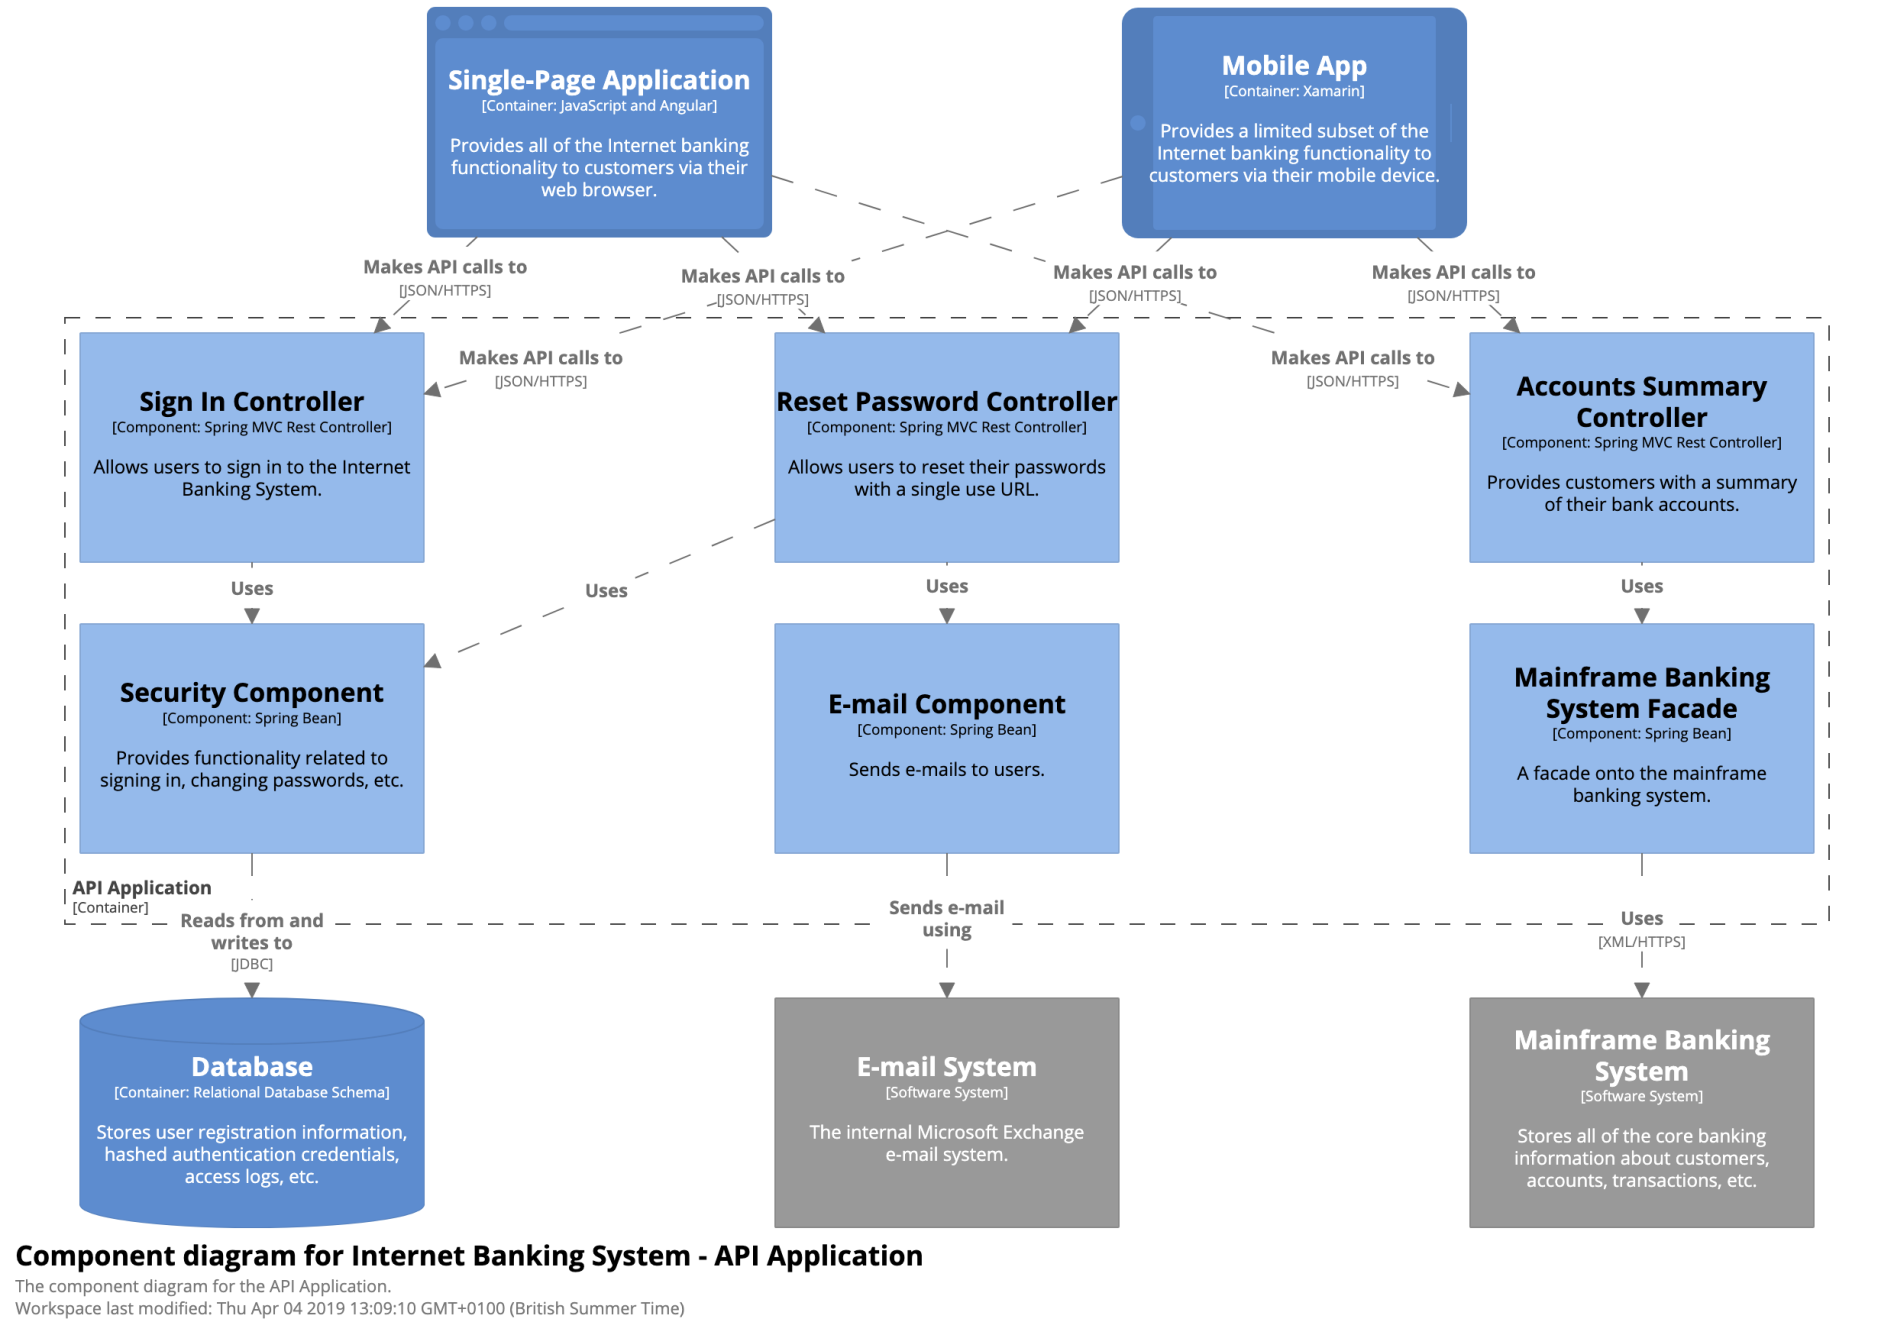 Single-Page Application
[Container: JavaScript and Angular]
Provides all of the Internet banking
functionality to customers via their
web browser.
Mobile App
[Container: Xamarin]
Provides a limited subset of the
Internet banking functionality to
customers via their mobile device.
Makes API calls to
[JSON/HTTPS]
Makes API calls to
[JSON/HTTPS]
Makes API calls to
[JSON/HTTPS]
Makes API calls to
[JSON/HTTPS]
Makes API calls to
[JSON/HTTPS]
Makes API calls to
[JSON/HTTPS]
Sign In Controller
[Component: Spring MVC Rest Controller]
Allows users to sign in to the Internet
Banking System.
Reset Password Controller
[Component: Spring MVC Rest Controller]
Allows users to reset their passwords
with a single use URL.
Accounts Summary
Controller
[Component: Spring MVC Rest Controller]
Provides customers with a summary
of their bank accounts.
Uses
Uses
Uses
Uses
Security Component
[Component: Spring Bean]
Provides functionality related to
signing in, changing passwords, etc.
E-mail Component
[Component: Spring Bean]
Sends e-mails to users.
Mainframe Banking
System Facade
[Component: Spring Bean]
A facade onto the mainframe
banking system.
API Application
[Container]
Reads from and
writes to
[JDBC]
Sends e-mail
using
Uses
[XML/HTTPS]
Database
[Container: Relational Database Schema]
Stores user registration information,
hashed authentication credentials,
access logs, etc.
E-mail System
[Software System]
The internal Microsoft Exchange
e-mail system.
Mainframe Banking
System
[Software System]
Stores all of the core banking
information about customers,
accounts, transactions, etc.
Component diagram for Internet Banking System - API Application
The component diagram for the API Application.
Workspace last modified: Thu Apr 04 2019 13:09:10 GMT+0100 (British Summer Time)